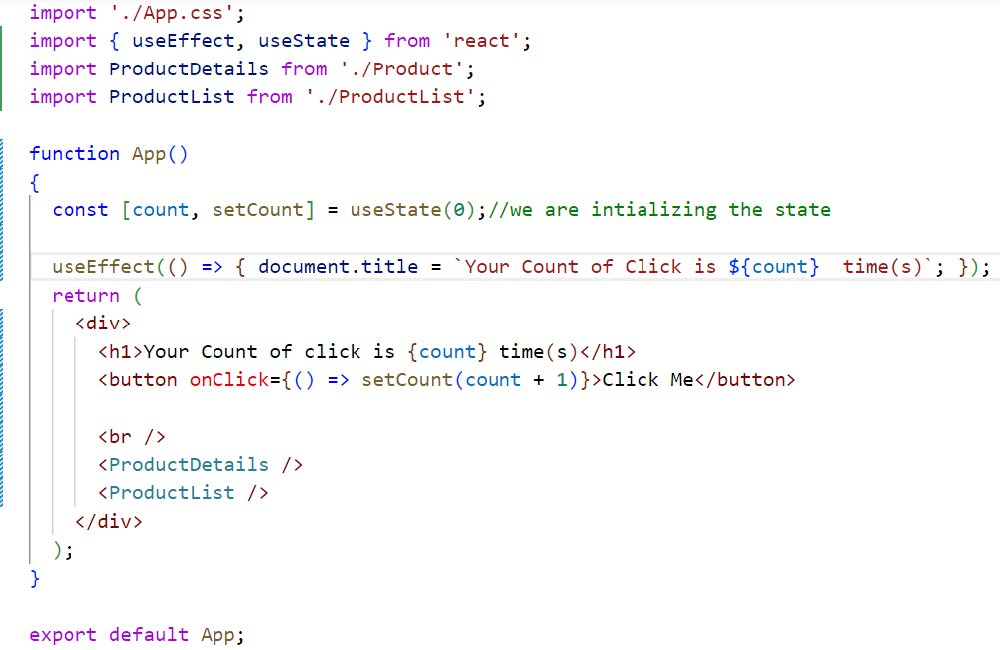 import './App.css';
import { useEffect, useState } from 'react';
import ProductDetails from './Product';
import ProductList from './ProductList';
function App()
{
const [count, setCount] = useState(0);//we are intializing the state
useEffect(() => { document.title = `Your Count of Click is ${count}  time(s)`; });
return (
<div>
<h1>Your Count of click is {count} time(s)</h1>
<button onClick={() => setCount(count + 1)}>Click Me</button>
<br />
<ProductDetails />
<ProductList />
</div>
);
}
export default App;